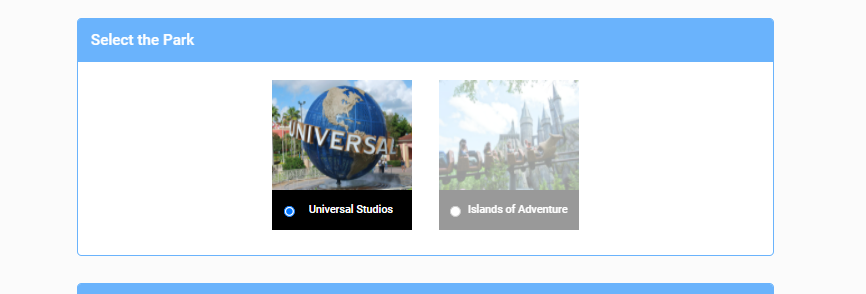 Select the Park
UNIVERSAL
Universal Studios
Islands of Adventure